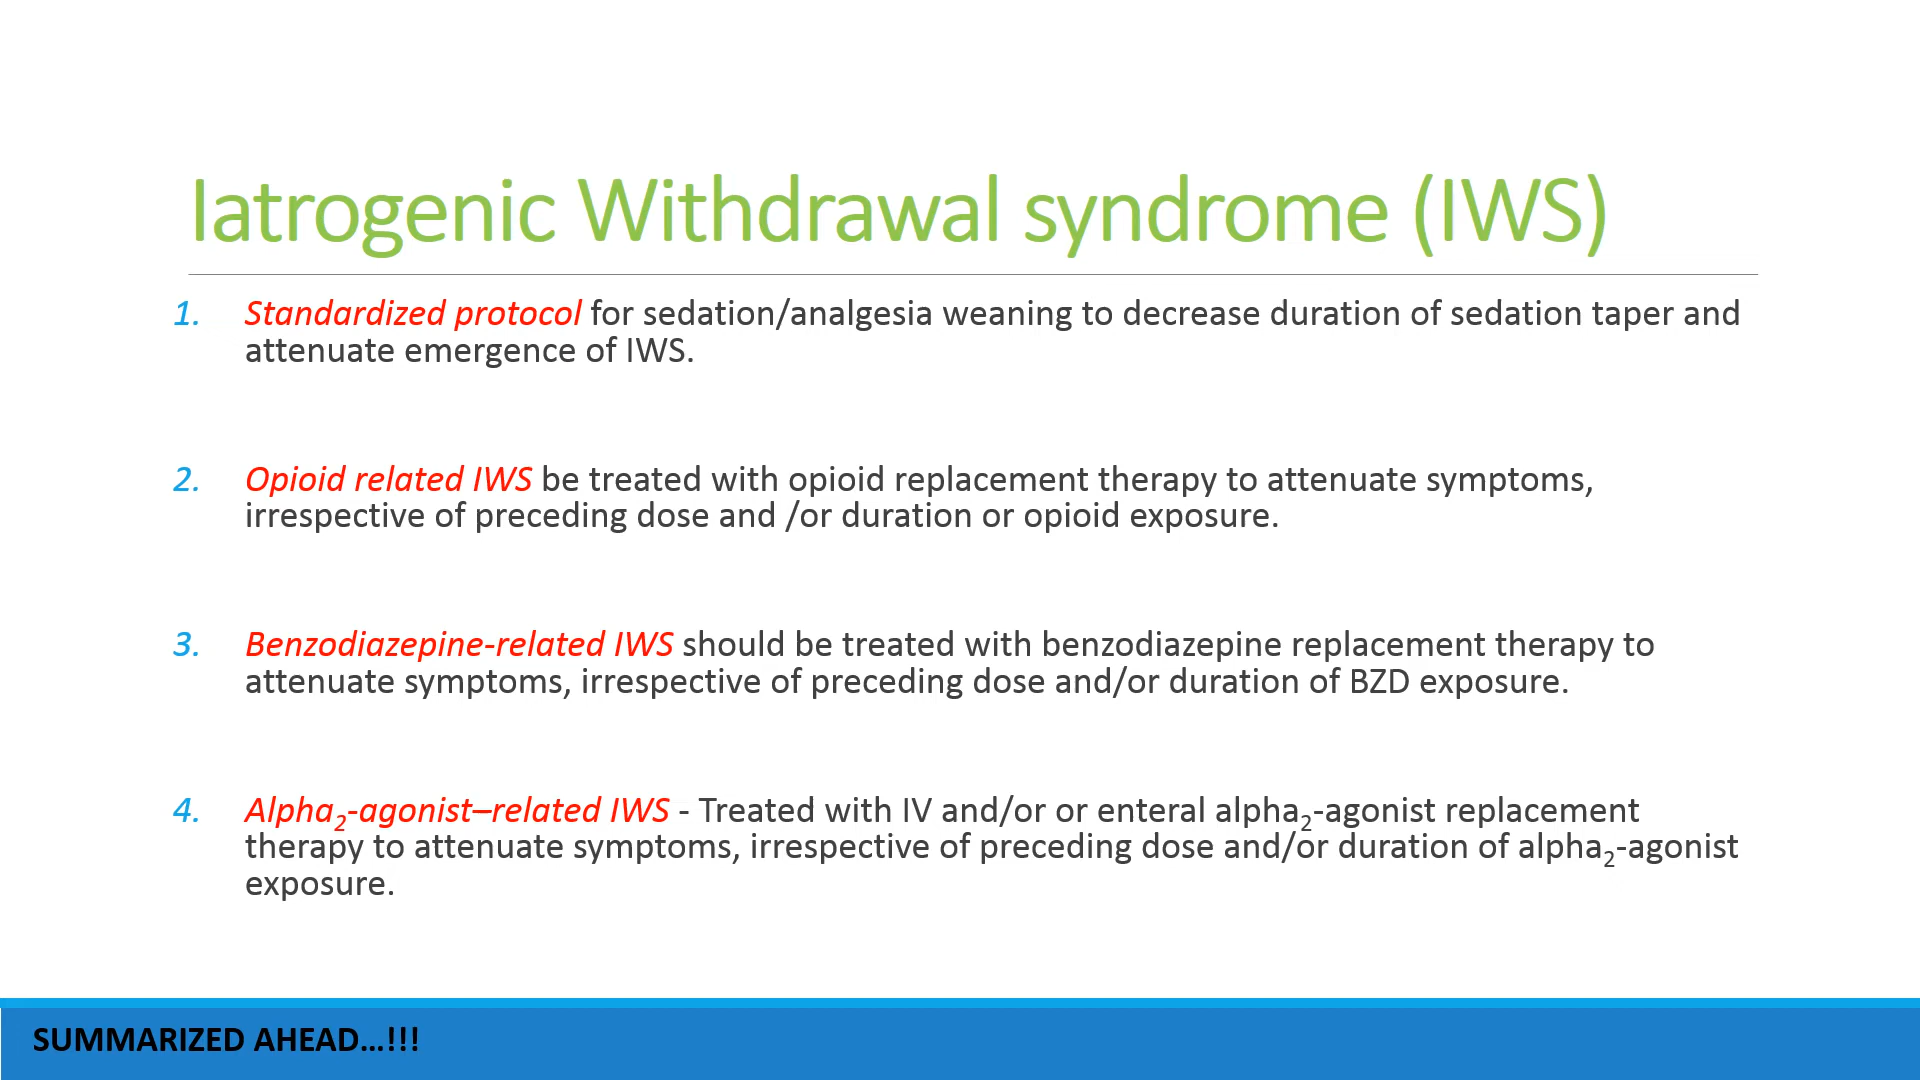 Iatrogenic Withdrawal syndrome (IWS)
1. Standardized protocol for sedation/analgesia weaning to decrease duration of sedation taper and
attenuate emergence of IWS.
2. Opioid related IWS be treated with opioid replacement therapy to attenuate symptoms,
irrespective of preceding dose and /or duration or opioid exposure.
3. Benzodiazepine-related IWS should be treated with benzodiazepine replacement therapy to
attenuate symptoms, irrespective of preceding dose and/or duration of BZD exposure.
4. Alpha₂-agonist–related IWS - Treated with IV and/or or enteral alpha₂-agonist replacement
therapy to attenuate symptoms, irrespective of preceding dose and/or duration of alpha₂-agonist
exposure.
SUMMARIZED AHEAD…!!!